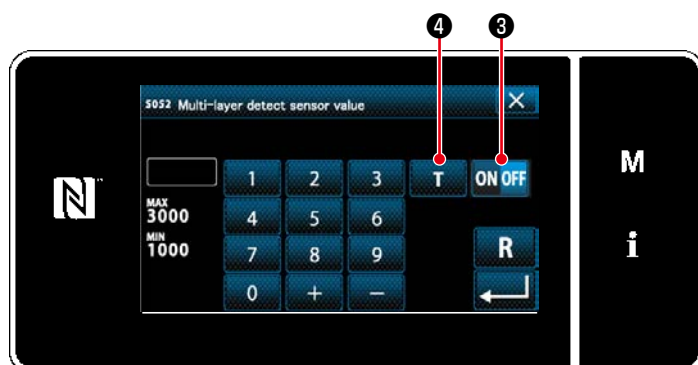 4 3
S052 Multi-layer detect sensor value X
1 2 3 T ON OFF
MAX
3000 4 5 6
MIN
1000 7 8 9 R
0 + −
N
M
i